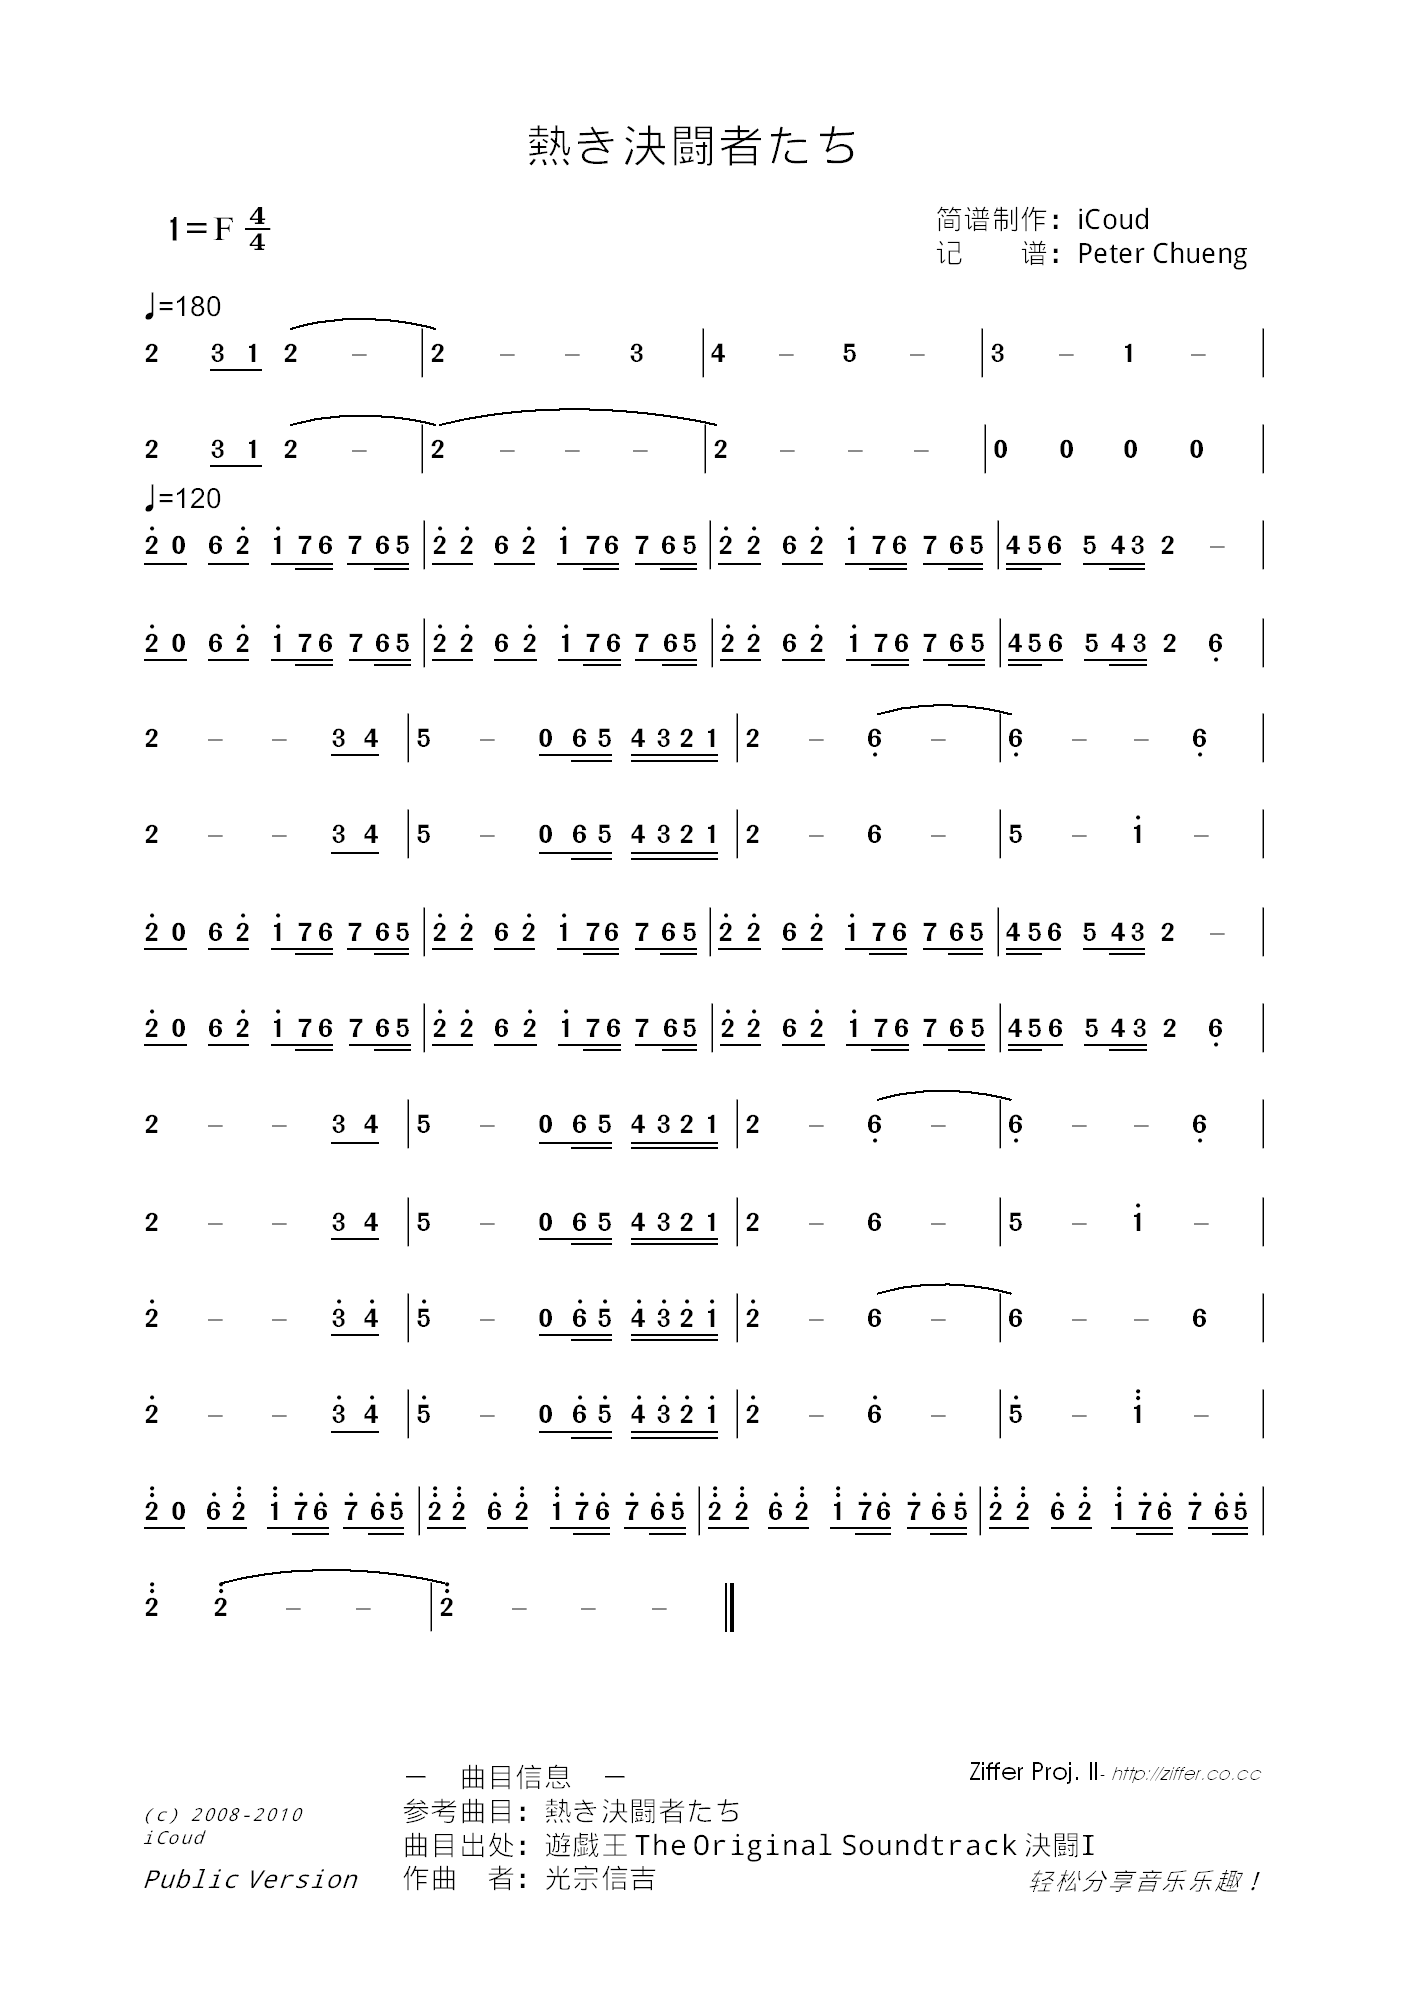 熱き決闘者たち
1=F 4/4
简谱制作：iCoud
记　　谱：Peter Chueng
♩=180
2 3 1 2 – | 2 – – 3 | 4 – 5 – | 3 – 1 – |
2 3 1 2 – | 2 – – – | 2 – – – | 0 0 0 0 |
♩=120
2̇ 0 6 2̇ 1̇ 7 6 7 6 5 | 2̇ 2̇ 6 2̇ 1̇ 7 6 7 6 5 | 2̇ 2̇ 6 2̇ 1̇ 7 6 7 6 5 | 4 5 6 5 4 3 2 – |
2̇ 0 6 2̇ 1̇ 7 6 7 6 5 | 2̇ 2̇ 6 2̇ 1̇ 7 6 7 6 5 | 2̇ 2̇ 6 2̇ 1̇ 7 6 7 6 5 | 4 5 6 5 4 3 2 6̣ |
2 – – 3 4 | 5 – 0 6 5 4 3 2 1 | 2 – 6̣ – | 6̣ – – 6̣ |
2 – – 3 4 | 5 – 0 6 5 4 3 2 1 | 2 – 6 – | 5 – 1̇ – |
2̇ 0 6 2̇ 1̇ 7 6 7 6 5 | 2̇ 2̇ 6 2̇ 1̇ 7 6 7 6 5 | 2̇ 2̇ 6 2̇ 1̇ 7 6 7 6 5 | 4 5 6 5 4 3 2 – |
2̇ 0 6 2̇ 1̇ 7 6 7 6 5 | 2̇ 2̇ 6 2̇ 1̇ 7 6 7 6 5 | 2̇ 2̇ 6 2̇ 1̇ 7 6 7 6 5 | 4 5 6 5 4 3 2 6̣ |
2 – – 3 4 | 5 – 0 6 5 4 3 2 1 | 2 – 6̣ – | 6̣ – – 6̣ |
2 – – 3 4 | 5 – 0 6 5 4 3 2 1 | 2 – 6 – | 5 – 1̇ – |
2̇ – – 3̇ 4̇ | 5̇ – 0 6̇ 5̇ 4̇ 3̇ 2̇ 1̇ | 2̇ – 6 – | 6 – – 6 |
2̇ – – 3̇ 4̇ | 5̇ – 0 6̇ 5̇ 4̇ 3̇ 2̇ 1̇ | 2̇ – 6̇ – | 5̇ – 1̇̇ – |
2̇̇ 0 6̇ 2̇̇ 1̇̇ 7̇ 6̇ 7̇ 6̇ 5̇ | 2̇̇ 2̇̇ 6̇ 2̇̇ 1̇̇ 7̇ 6̇ 7̇ 6̇ 5̇ | 2̇̇ 2̇̇ 6̇ 2̇̇ 1̇̇ 7̇ 6̇ 7̇ 6̇ 5̇ | 2̇̇ 2̇̇ 6̇ 2̇̇ 1̇̇ 7̇ 6̇ 7̇ 6̇ 5̇ |
2̇̇ 2̇̇ – – | 2̇̇ – – – ‖
－　曲目信息　－
参考曲目：熱き決闘者たち
曲目出处：遊戯王 The Original Soundtrack 決闘I
作曲　者：光宗信吉
(c) 2008-2010
iCoud
Public Version
Ziffer Proj. II- http://ziffer.co.cc
轻松分享音乐乐趣！